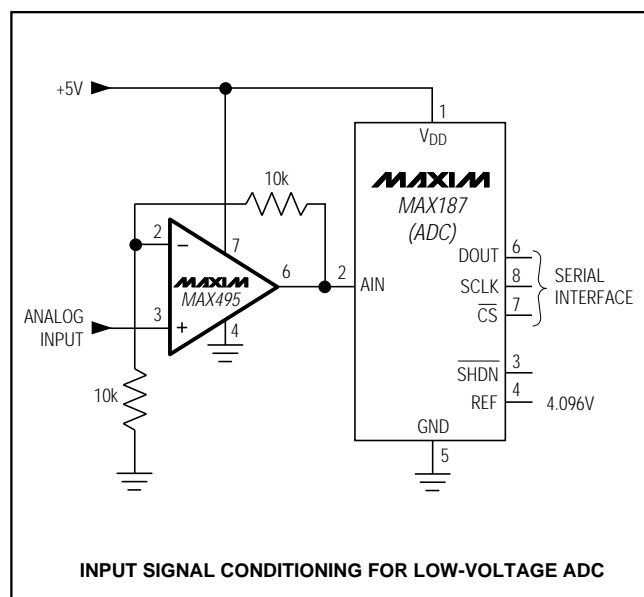 +5V
1
VDD
10k
MAXIM
MAX187
(ADC)
2
−
7
DOUT
6
MAXIM
MAX495
6
2
AIN
SCLK
8
SERIAL
INTERFACE
CS
7
ANALOG
INPUT
3
+
4
SHDN
3
10k
REF
4
4.096V
GND
5
INPUT SIGNAL CONDITIONING FOR LOW-VOLTAGE ADC